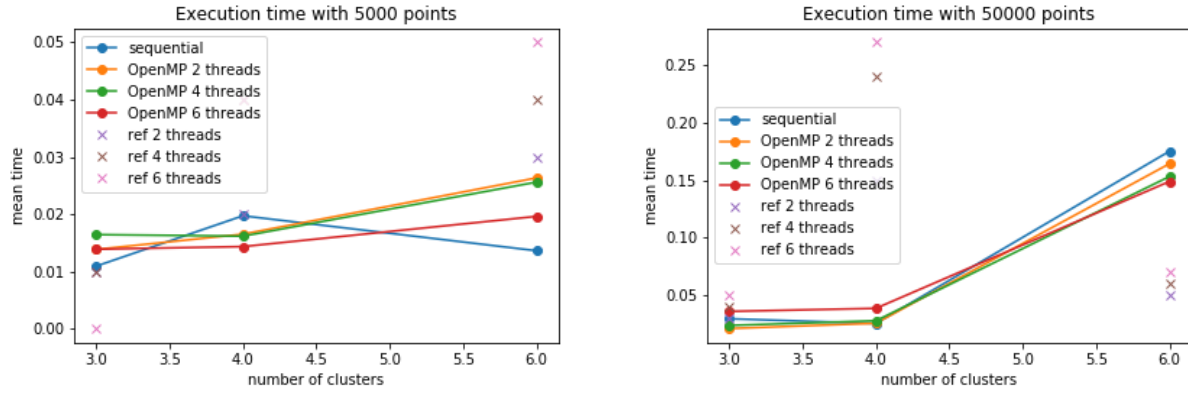 Execution time with 5000 points
mean time
0.05
0.04
0.03
0.02
0.01
0.00
sequential
OpenMP 2 threads
OpenMP 4 threads
OpenMP 6 threads
ref 2 threads
ref 4 threads
ref 6 threads
3.0 3.5 4.0 4.5 5.0 5.5 6.0
number of clusters
Execution time with 50000 points
mean time
0.25
0.20
0.15
0.10
0.05
sequential
OpenMP 2 threads
OpenMP 4 threads
OpenMP 6 threads
ref 2 threads
ref 4 threads
ref 6 threads
3.0 3.5 4.0 4.5 5.0 5.5 6.0
number of clusters